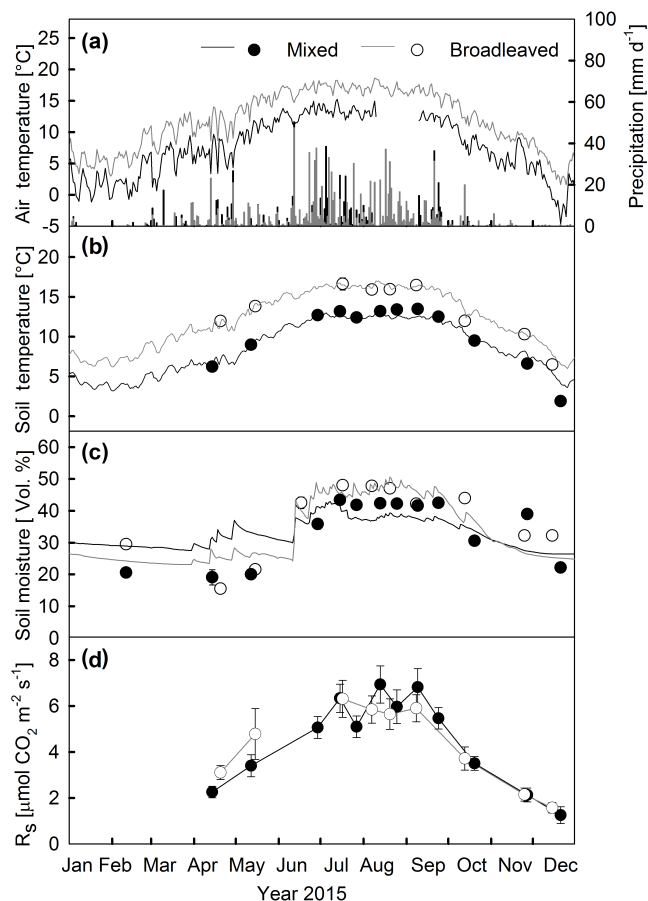 (a)
Mixed
Broadleaved
Air temperature [°C]
25
20
15
10
5
0
-5
Precipitation [mm d⁻¹]
100
80
60
40
20
0
(b)
Soil temperature [°C]
20
15
10
5
0
(c)
Soil moisture [ Vol. %]
60
50
40
30
20
10
0
(d)
R_S [µmol CO₂ m⁻² s⁻¹]
8
6
4
2
0
Jan Feb Mar Apr May Jun Jul Aug Sep Oct Nov Dec
Year 2015